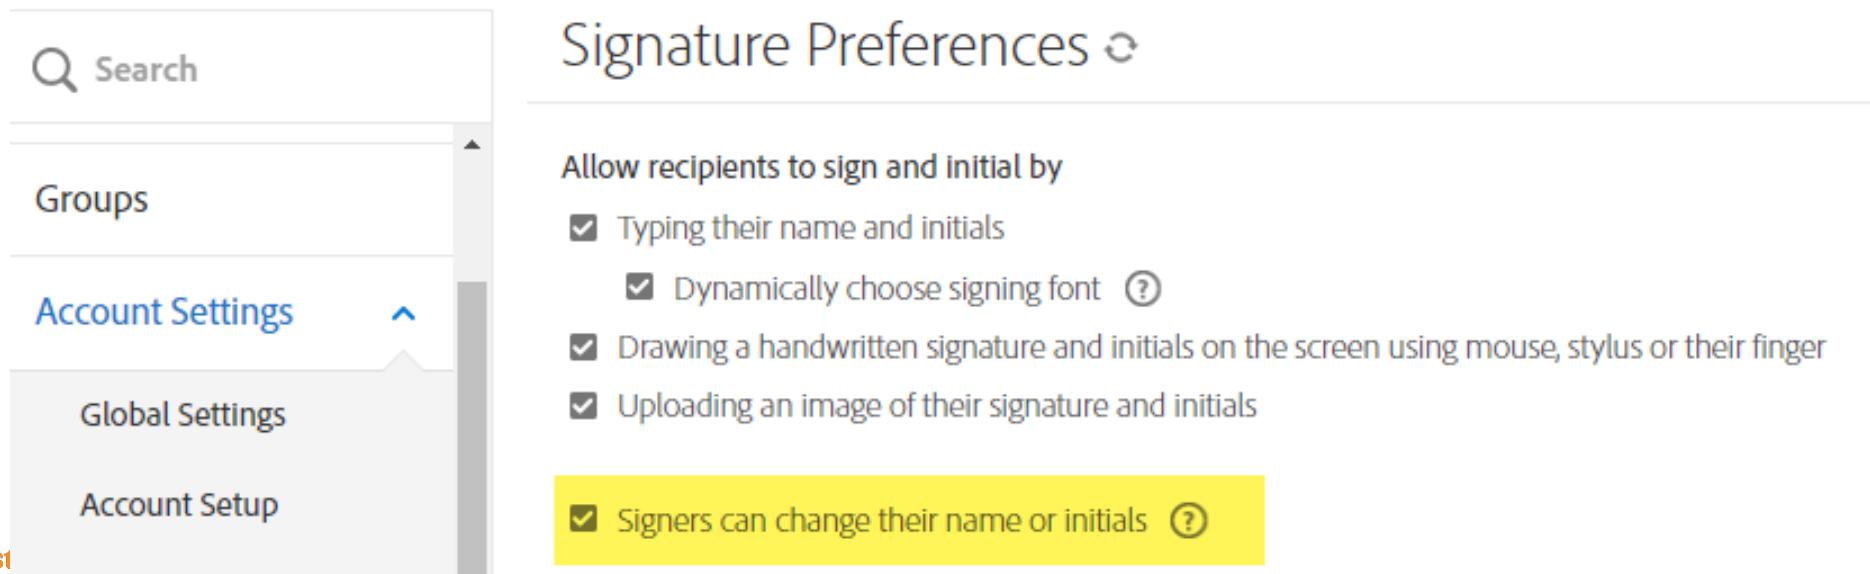 Search
Groups
Account Settings
Global Settings
Account Setup
Signature Preferences
Allow recipients to sign and initial by
Typing their name and initials
Dynamically choose signing font ?
Drawing a handwritten signature and initials on the screen using mouse, stylus or their finger
Uploading an image of their signature and initials
Signers can change their name or initials ?